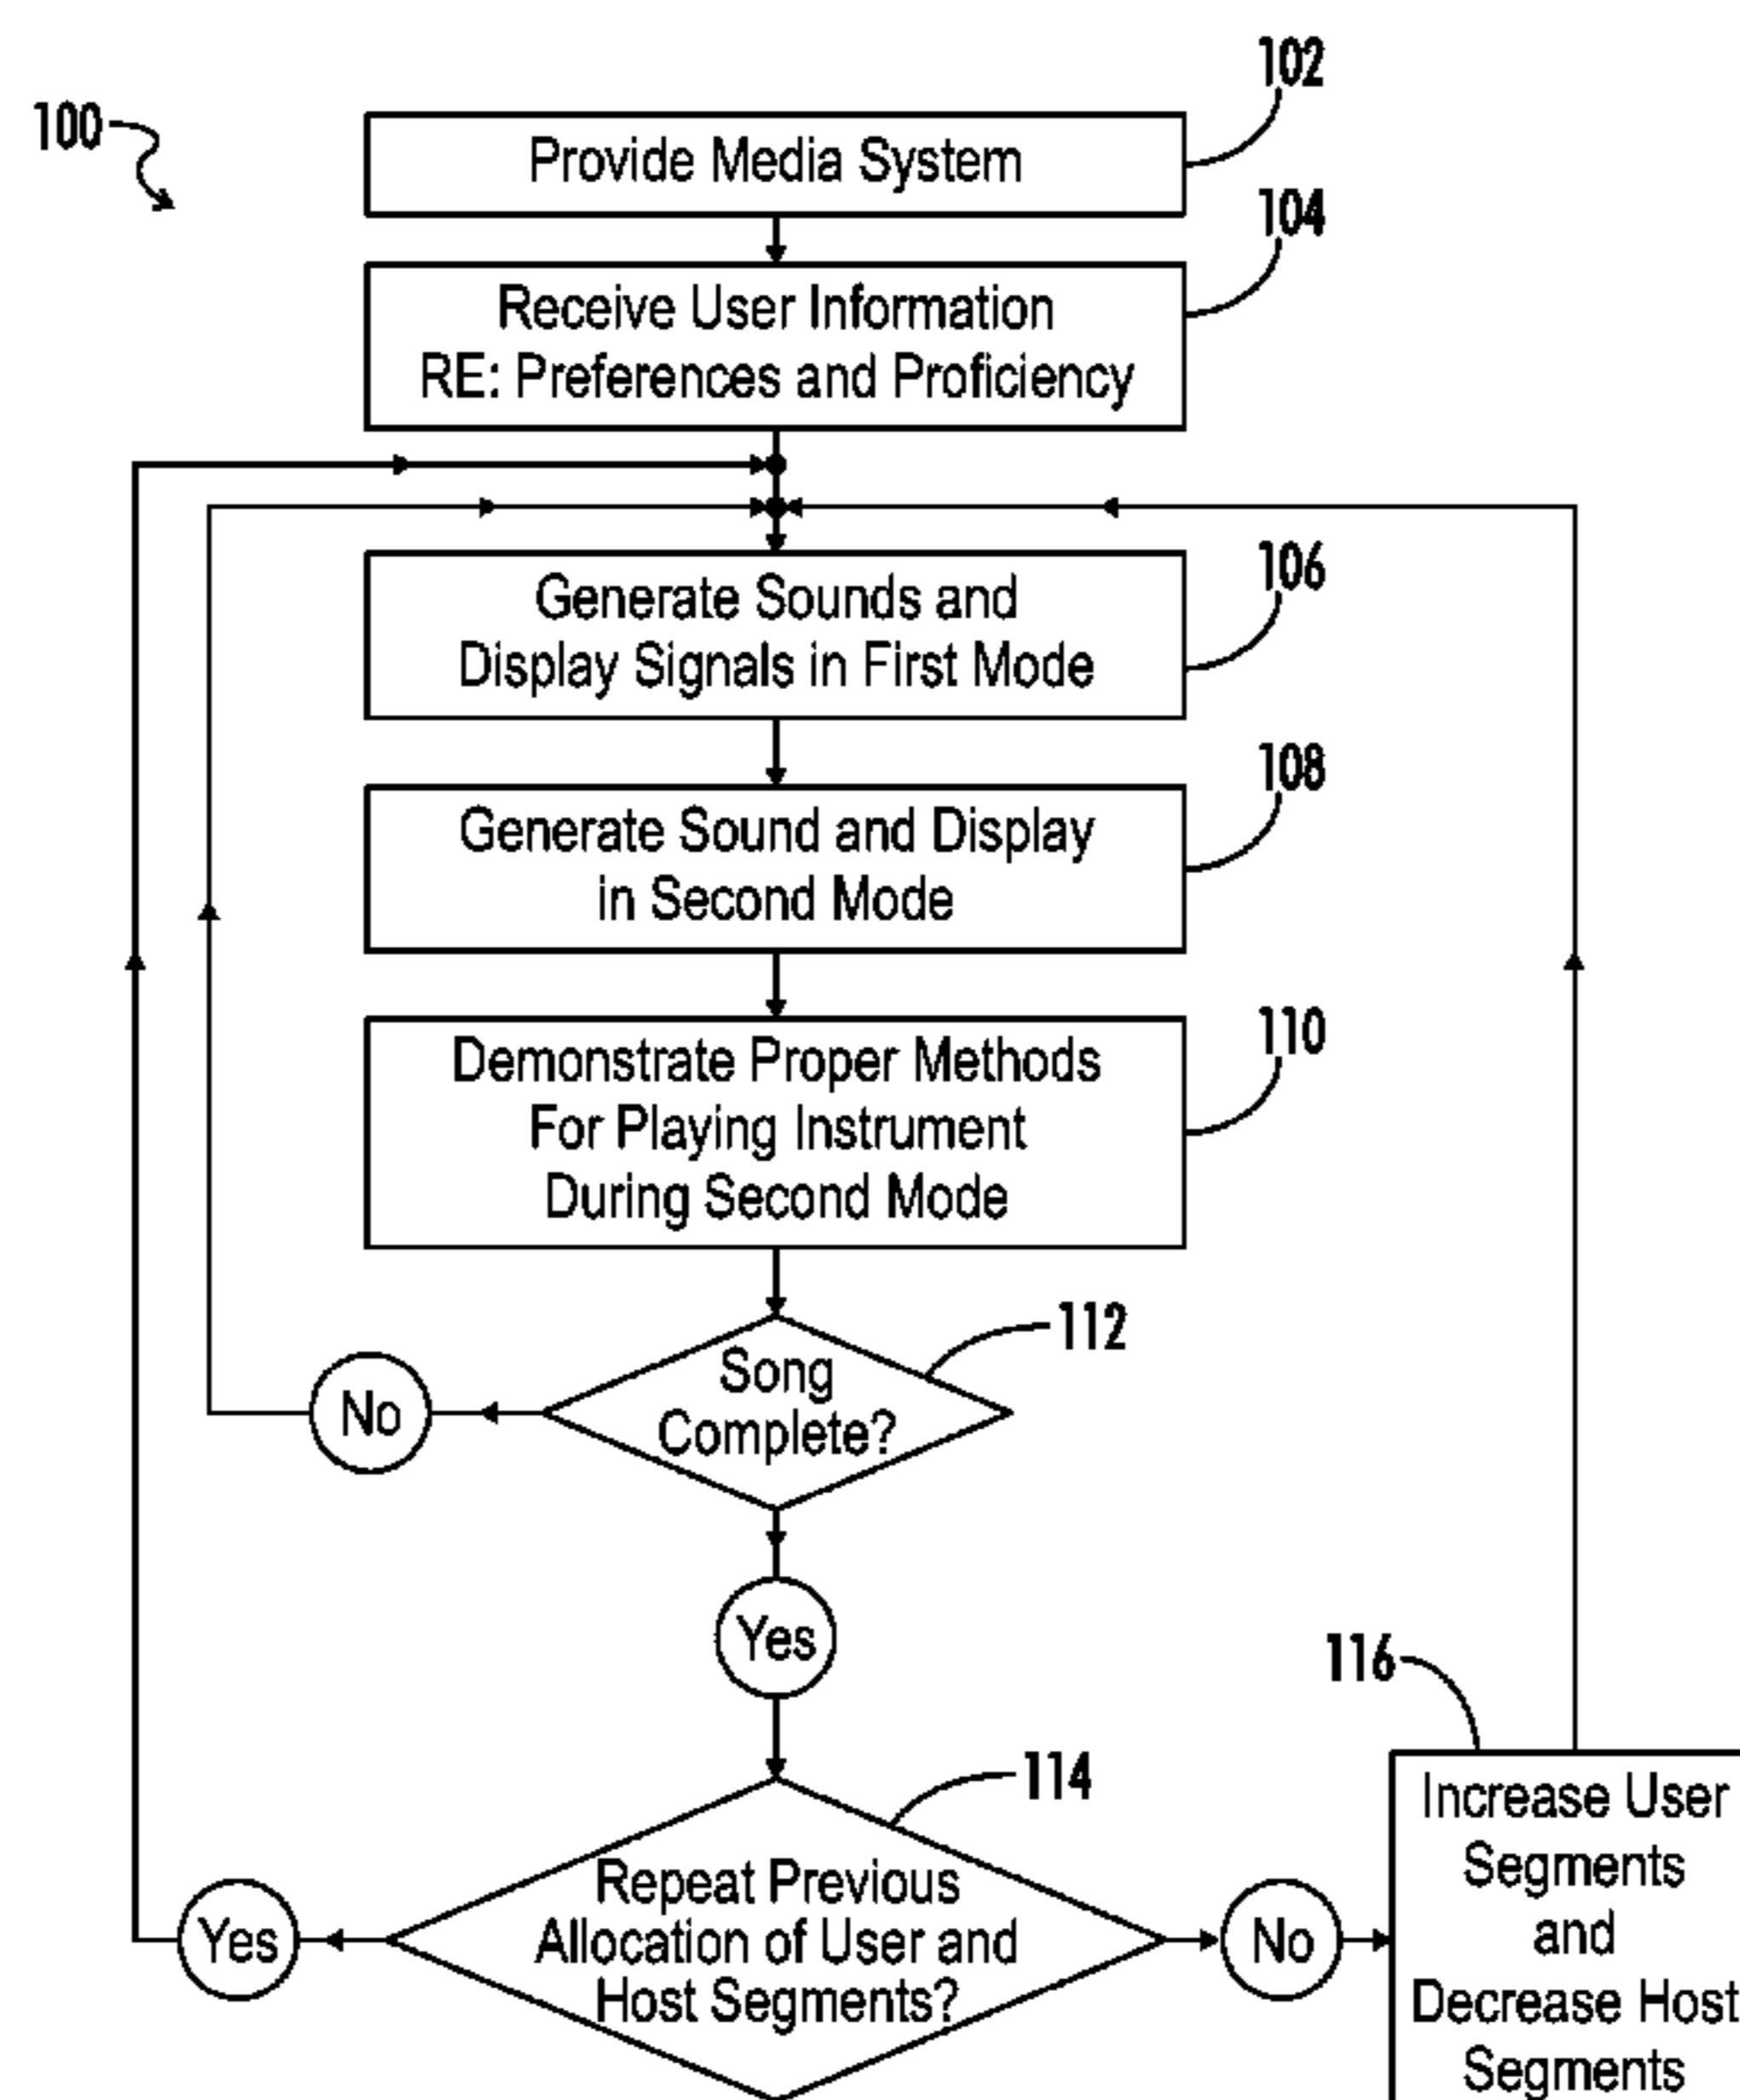 100
102
Provide Media System
104
Receive User Information
RE: Preferences and Proficiency
106
Generate Sounds and
Display Signals in First Mode
108
Generate Sound and Display
in Second Mode
110
Demonstrate Proper Methods
For Playing Instrument
During Second Mode
112
Song
Complete?
No
Yes
114
Repeat Previous
Allocation of User and
Host Segments?
Yes
No
116
Increase User
Segments
and
Decrease Host
Segments